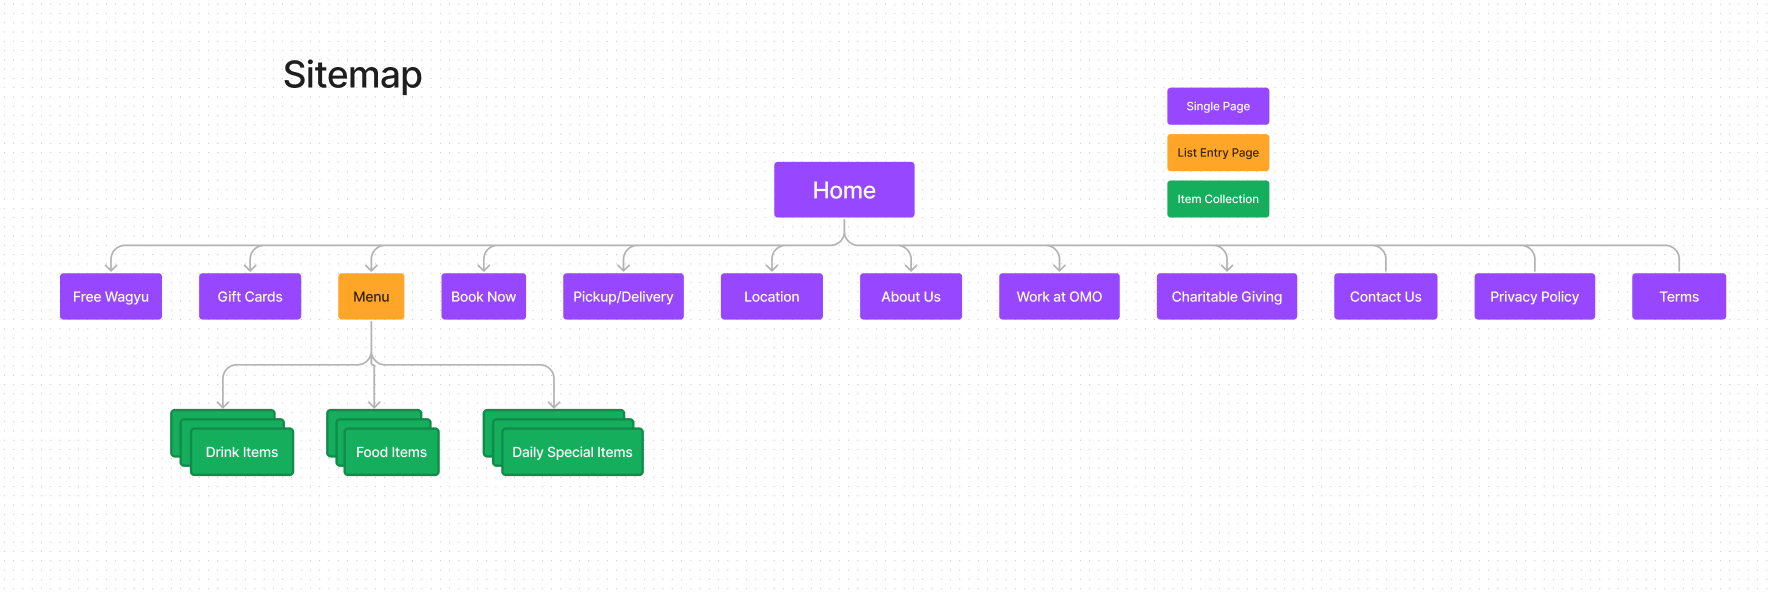 Sitemap
Single Page
List Entry Page
Item Collection
Home
Free Wagyu
Gift Cards
Menu
Book Now
Pickup/Delivery
Location
About Us
Work at OMO
Charitable Giving
Contact Us
Privacy Policy
Terms
Drink Items
Food Items
Daily Special Items